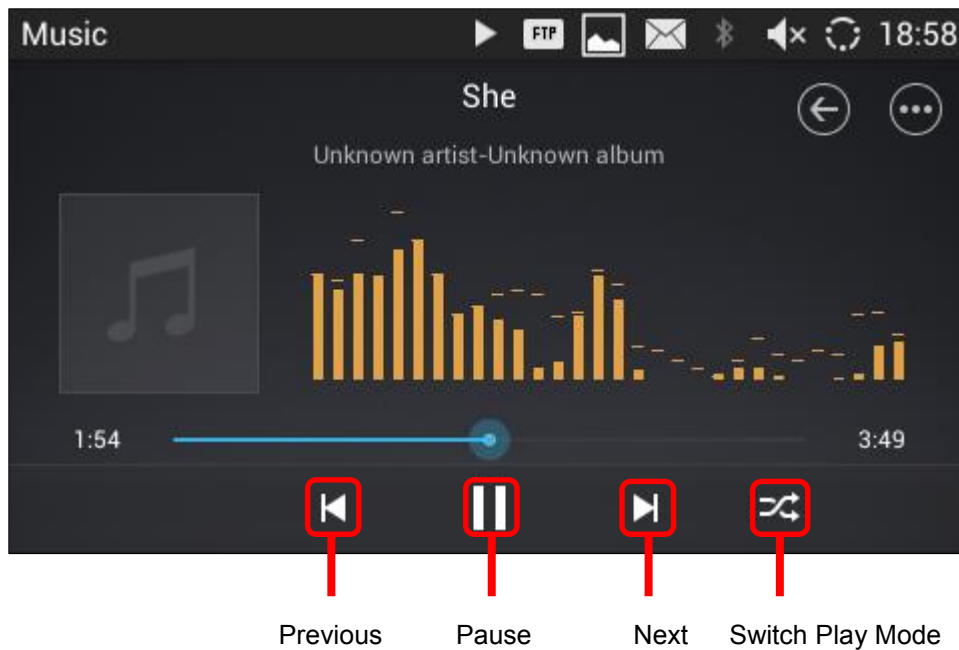 Music FTP 18:58
She
Unknown artist-Unknown album
1:54 3:49
Previous Pause Next Switch Play Mode